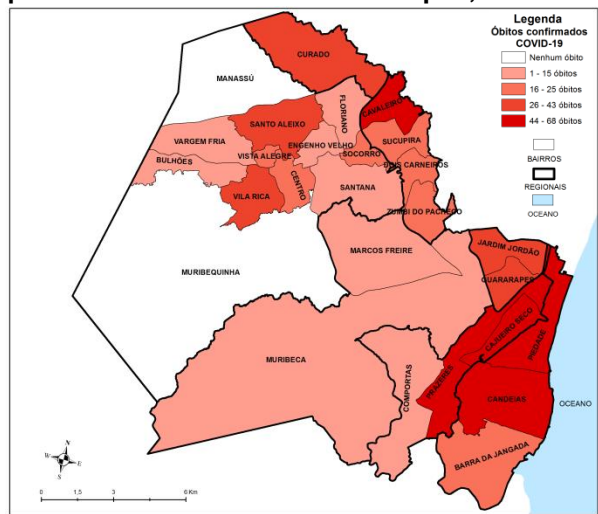 Legenda
Óbitos confirmados
COVID-19
Nenhum óbito
1 - 15 óbitos
16 - 25 óbitos
26 - 43 óbitos
44 - 68 óbitos
BAIRROS
REGIONAIS
OCEANO
CURADO
MANASSÚ
FLORIANO
CAVALEIRO
SANTO ALEIXO
SUCUPIRA
VARGEM FRIA
ENGENHO VELHO
SOCORRO
BULHÕES
VISTA ALEGRE
DOIS CARNEIROS
CENTRO
VILA RICA
SANTANA
ZUMBI DO PACHECO
MARCOS FREIRE
JARDIM JORDÃO
MURIBEQUINHA
GUARARAPES
CAJUEIRO SECO
PIEDADE
MURIBECA
COMPORTAS
PRAZERES
CANDEIAS
OCEANO
BARRA DA JANGADA
N
W
E
S
0 1,5 3 6 Km